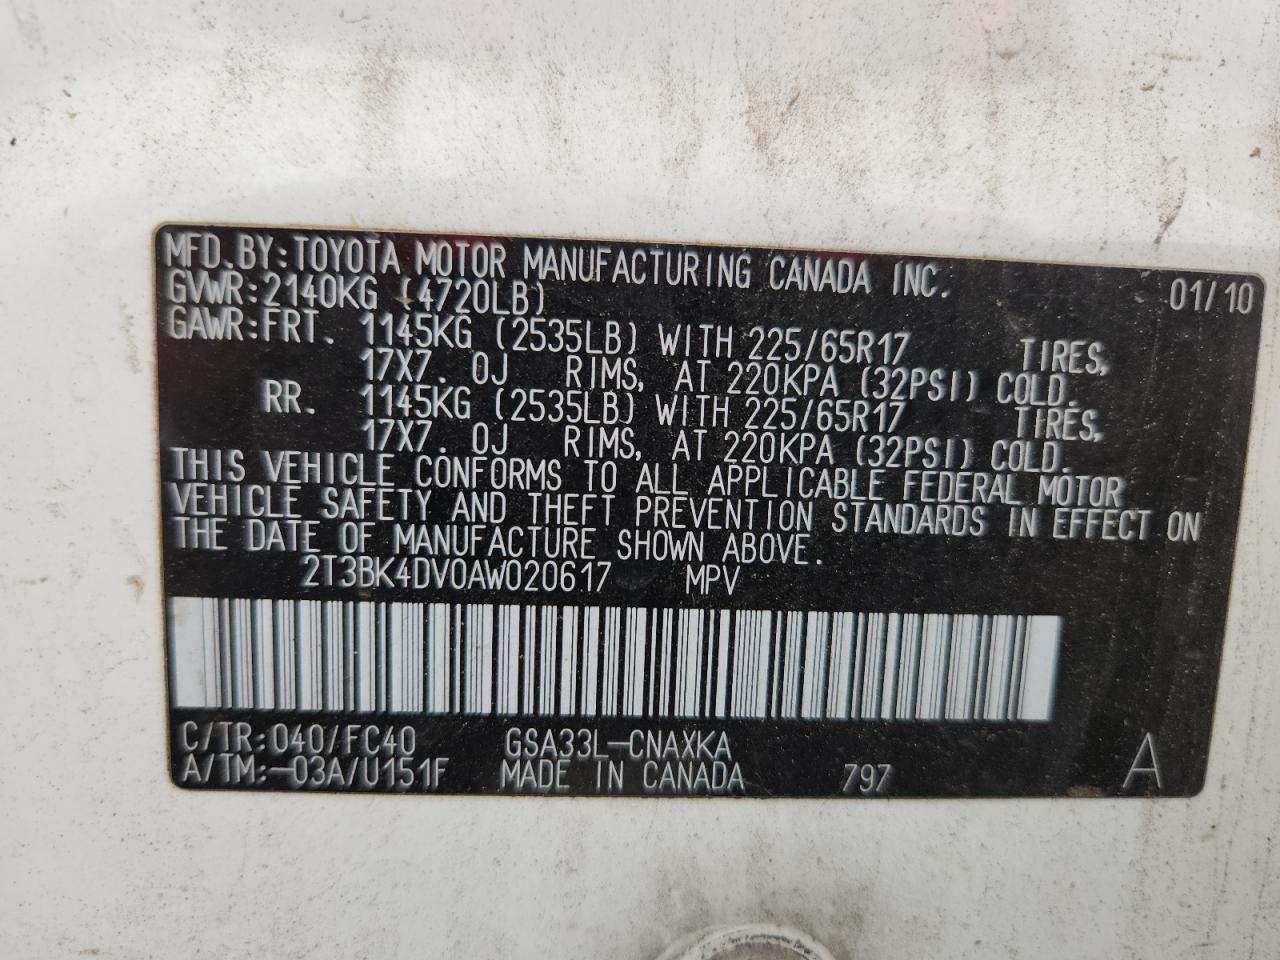 MFD. BY: TOYOTA MOTOR MANUFACTURING CANADA INC. 01/10
GVWR: 2140KG (4720LB)
GAWR: FRT. 1145KG (2535LB) WITH 225/65R17 TIRES,
17X7. 0J RIMS, AT 220KPA (32PSI) COLD.
RR. 1145KG (2535LB) WITH 225/65R17 TIRES,
17X7. 0J RIMS, AT 220KPA (32PSI) COLD.
THIS VEHICLE CONFORMS TO ALL APPLICABLE FEDERAL MOTOR
VEHICLE SAFETY AND THEFT PREVENTION STANDARDS IN EFFECT ON
THE DATE OF MANUFACTURE SHOWN ABOVE.
2T3BK4DV0AW020617 MPV
C/TR: 040/FC40 GSA33L-CNAXKA
A/TM: -03A/U151F MADE IN CANADA 797 A